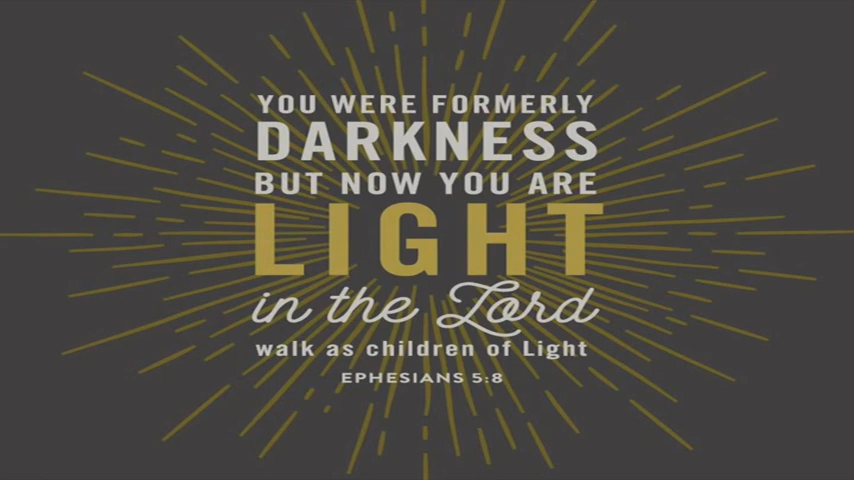 YOU WERE FORMERLY
DARKNESS
BUT NOW YOU ARE
LIGHT
in the Lord
walk as children of Light
EPHESIANS 5:8